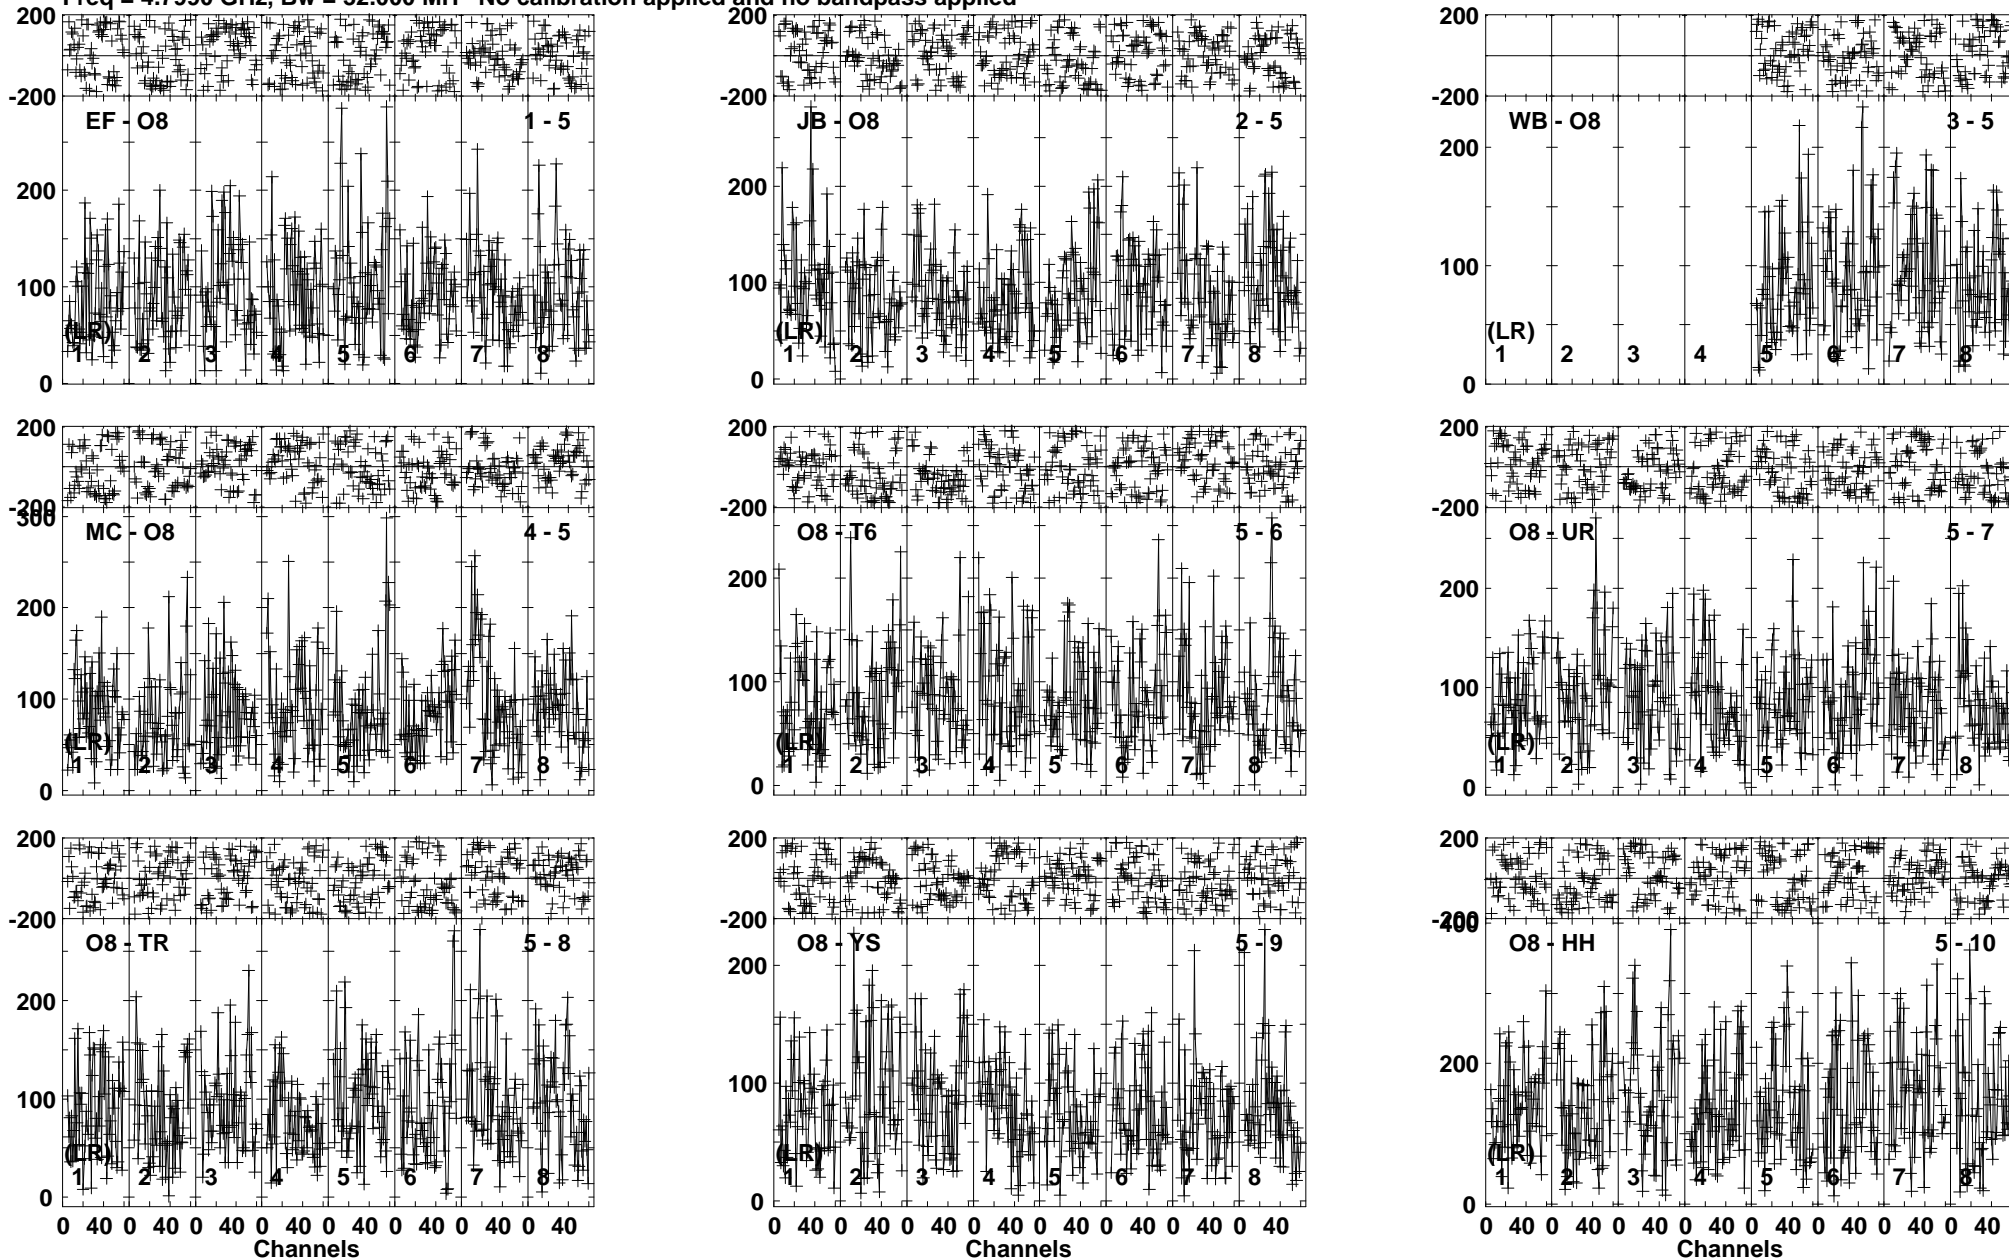 Freq = 4.7990 GHz, Bw = 32.000 MH No calibration applied and no bandpass applied
200 200 200
-200 -200 -200
EF - O8 1 - 5 JB - O8 2 - 5 WB - O8 3 - 5
200 200 200
100 100 100
(LR) (LR) (LR)
1 2 3 4 5 6 7 8 1 2 3 4 5 6 7 8 1 2 3 4 5 6 7 8
0 0 0
200 200 200
-200 -200 -200
300
MC - O8 4 - 5 O8 - T6 5 - 6 O8 - UR 5 - 7
200 200 200
100 100 100
(LR) (LR) (LR)
1 2 3 4 5 6 7 8 1 2 3 4 5 6 7 8 1 2 3 4 5 6 7 8
0 0 0
200 200 200
-200 -200 -200
400
O8 - TR 5 - 8 O8 - YS 5 - 9 O8 - HH 5 - 10
200 200 200
100 100
(LR) (LR) (LR)
1 2 3 4 5 6 7 8 1 2 3 4 5 6 7 8 1 2 3 4 5 6 7 8
0 0 0
0 40 0 40 0 40 0 40 0 40 0 40 0 40 0 40 0 40 0 40 0 40 0 40 0 40 0 40 0 40 0 40 0 40 0 40 0 40 0 40 0 40 0 40 0 40 0 40
Channels Channels Channels